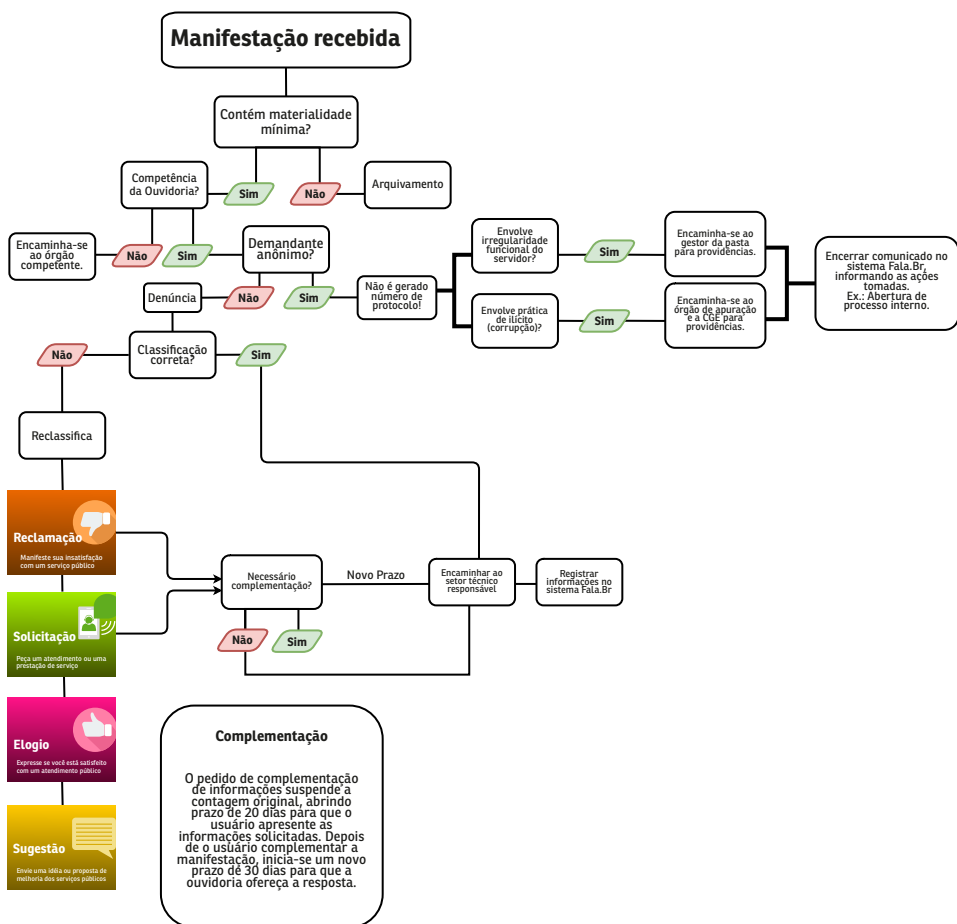 Manifestação recebida
Contém materialidade
mínima?
Competência
da Ouvidoria?
Sim
Não
Arquivamento
Encaminha-se
ao órgão
competente.
Não
Sim
Demandante
anônimo?
Denúncia
Não
Sim
Não é gerado
número de
protocolo!
Envolve
irregularidade
funcional do
servidor?
Sim
Encaminha-se ao
gestor da pasta
para providências.
Envolve prática
de ilícito
(corrupção)?
Sim
Encaminha-se ao
órgão de apuração
e a CGE para
providências.
Encerrar comunicado no
sistema Fala.Br,
informando as ações
tomadas.
Ex.: Abertura de
processo interno.
Não
Classificação
correta?
Sim
Reclassifica
Reclamação
Manifeste sua insatisfação
com um serviço público
Solicitação
Peça um atendimento ou uma
prestação de serviço
Elogio
Expresse se você está satisfeito
com um atendimento público
Sugestão
Envie uma idéia ou proposta de
melhoria dos serviços públicos
Necessário
complementação?
Novo Prazo
Encaminhar ao
setor técnico
responsável
Registrar
informações no
sistema Fala.Br
Não
Sim
Complementação
O pedido de complementação
de informações suspende a
contagem original, abrindo
prazo de 20 dias para que o
usuário apresente as
informações solicitadas. Depois
de o usuário complementar a
manifestação, inicia-se um novo
prazo de 30 dias para que a
ouvidoria ofereça a resposta.